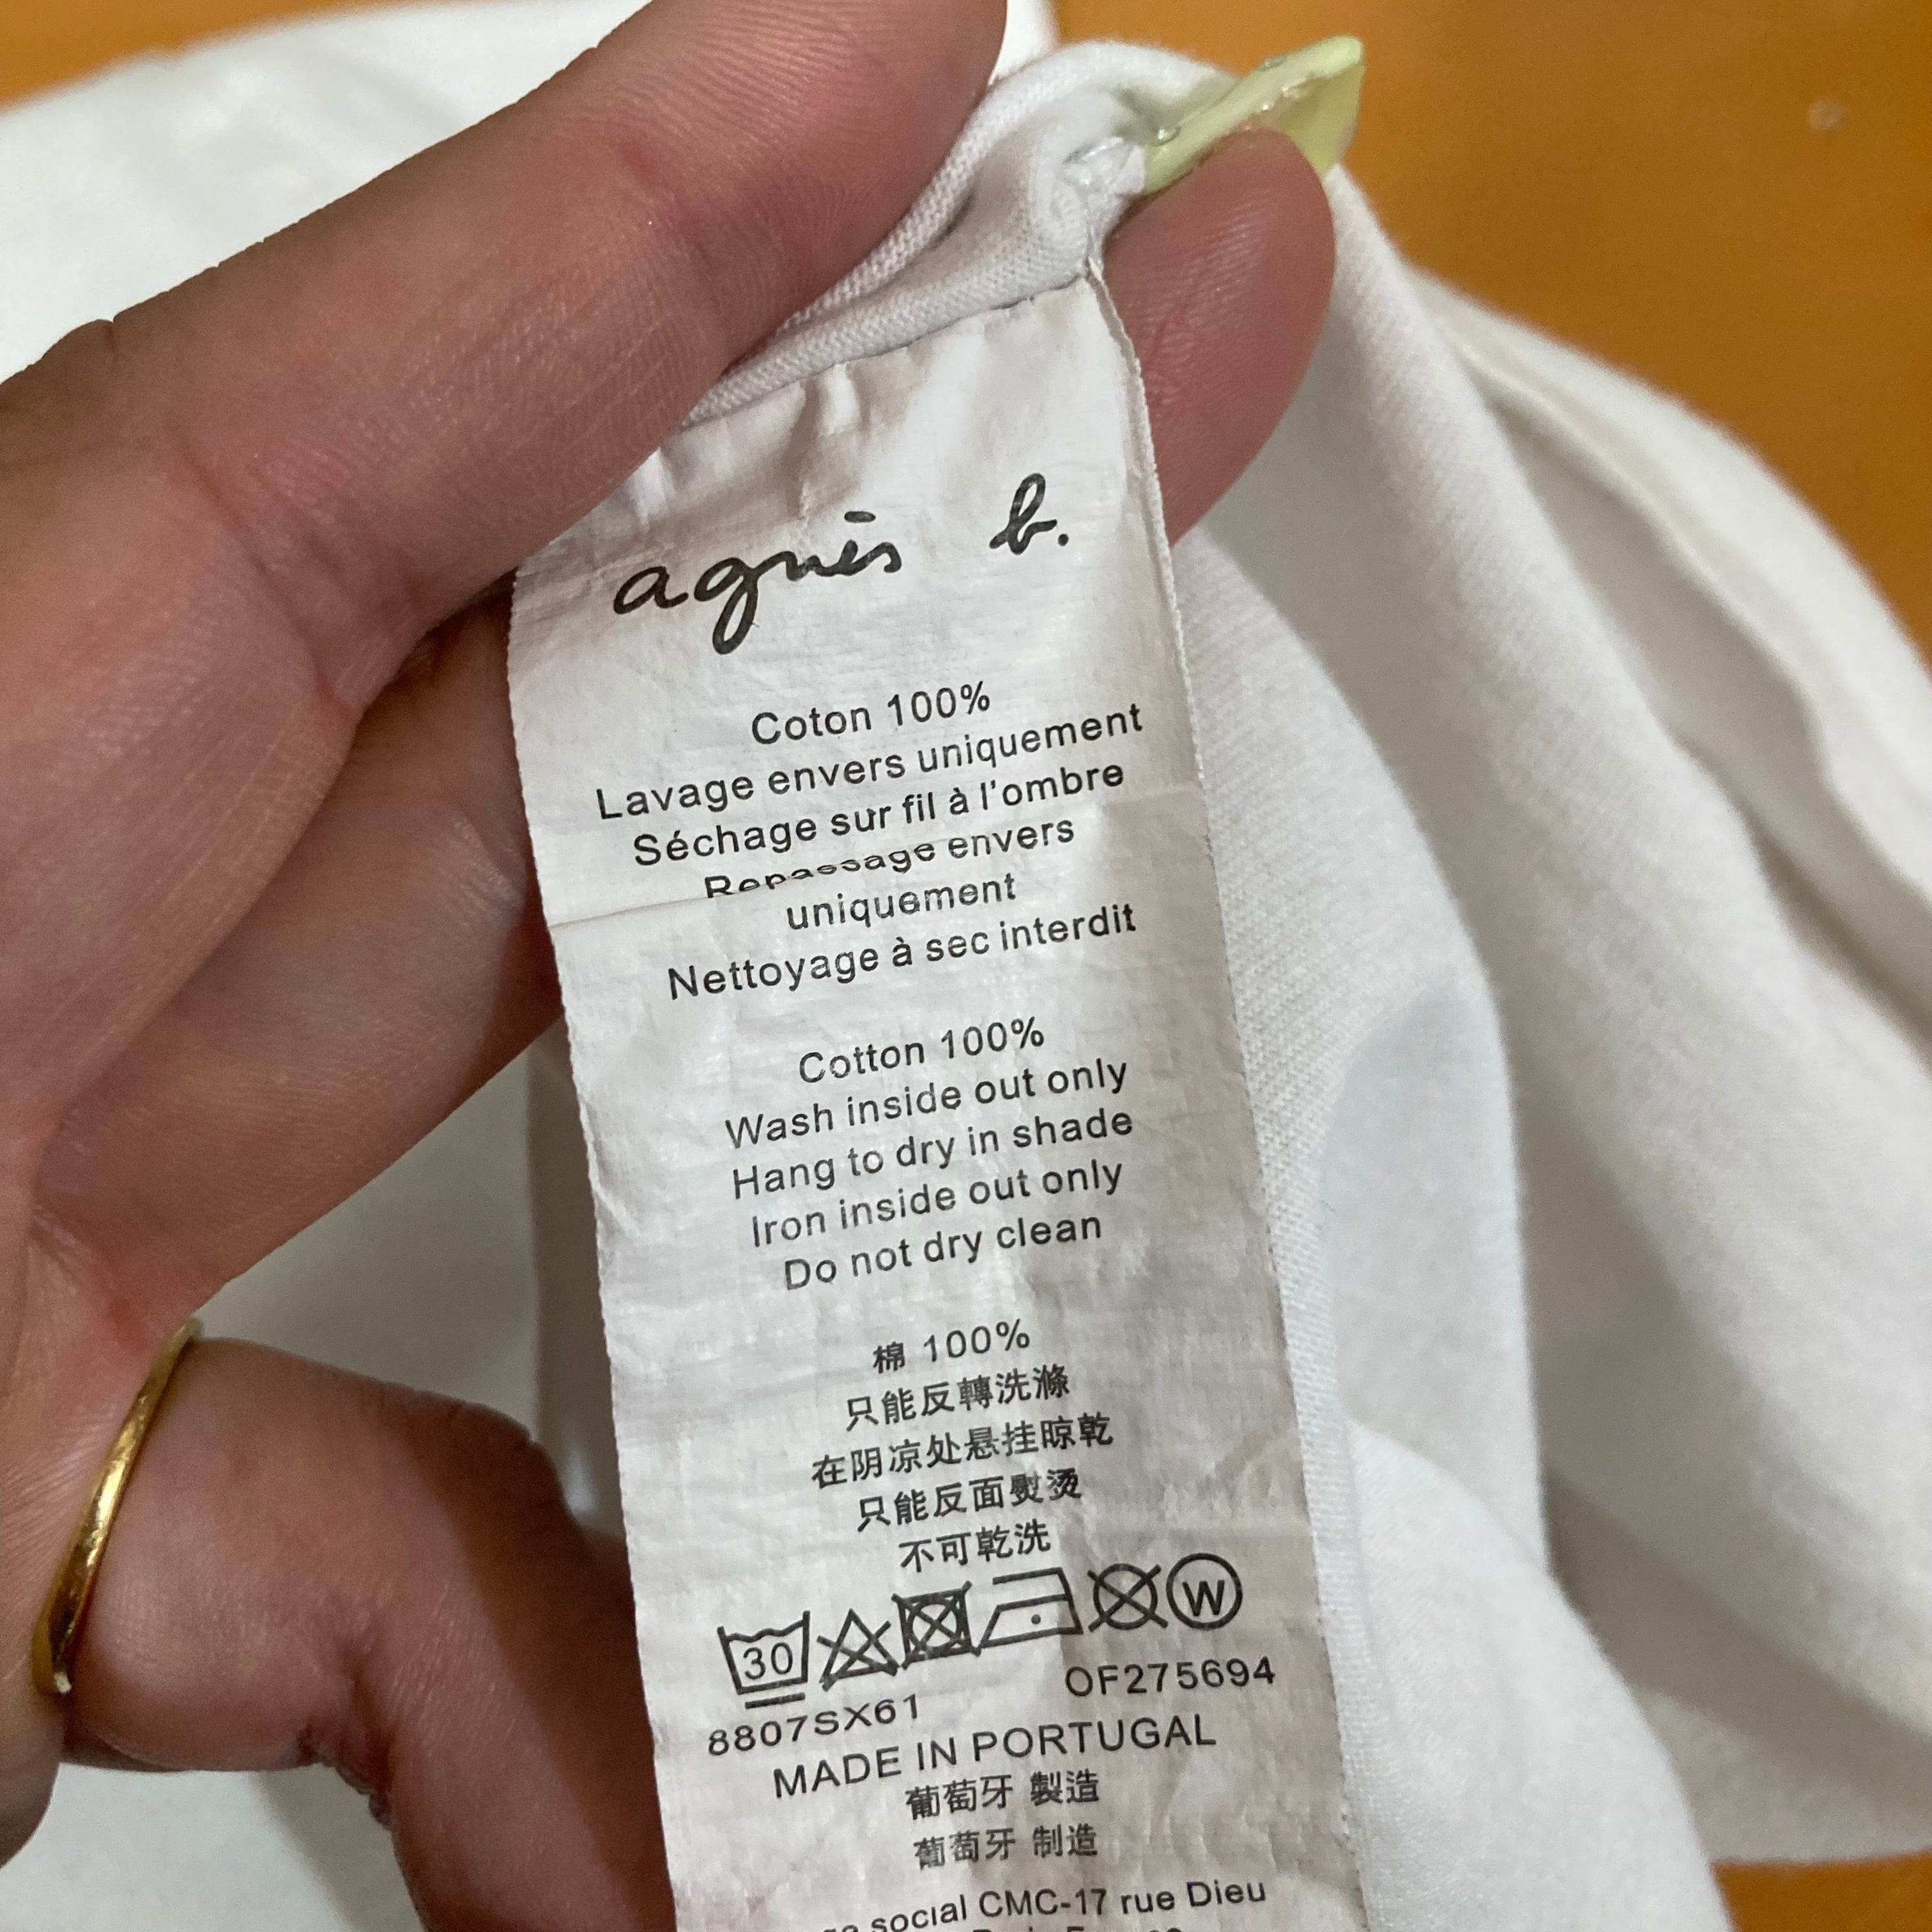 agnès b.
Coton 100%
Lavage envers uniquement
Séchage sur fil à l'ombre
Repassage envers
uniquement
Nettoyage à sec interdit
Cotton 100%
Wash inside out only
Hang to dry in shade
Iron inside out only
Do not dry clean
棉 100%
只能反轉洗滌
在阴凉处悬挂晾乾
只能反面熨烫
不可乾洗
30 W
8807SX61 OF275694
MADE IN PORTUGAL
葡萄牙 製造
葡萄牙 制造
social CMC-17 rue Dieu